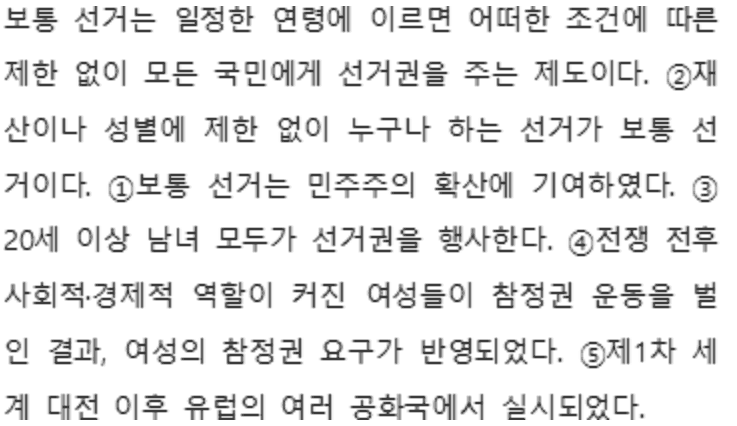 보통 선거는 일정한 연령에 이르면 어떠한 조건에 따른
제한 없이 모든 국민에게 선거권을 주는 제도이다. ②재
산이나 성별에 제한 없이 누구나 하는 선거가 보통 선
거이다. ①보통 선거는 민주주의 확산에 기여하였다. ③
20세 이상 남녀 모두가 선거권을 행사한다. ④전쟁 전후
사회적·경제적 역할이 커진 여성들이 참정권 운동을 벌
인 결과, 여성의 참정권 요구가 반영되었다. ⑤제1차 세
계 대전 이후 유럽의 여러 공화국에서 실시되었다.